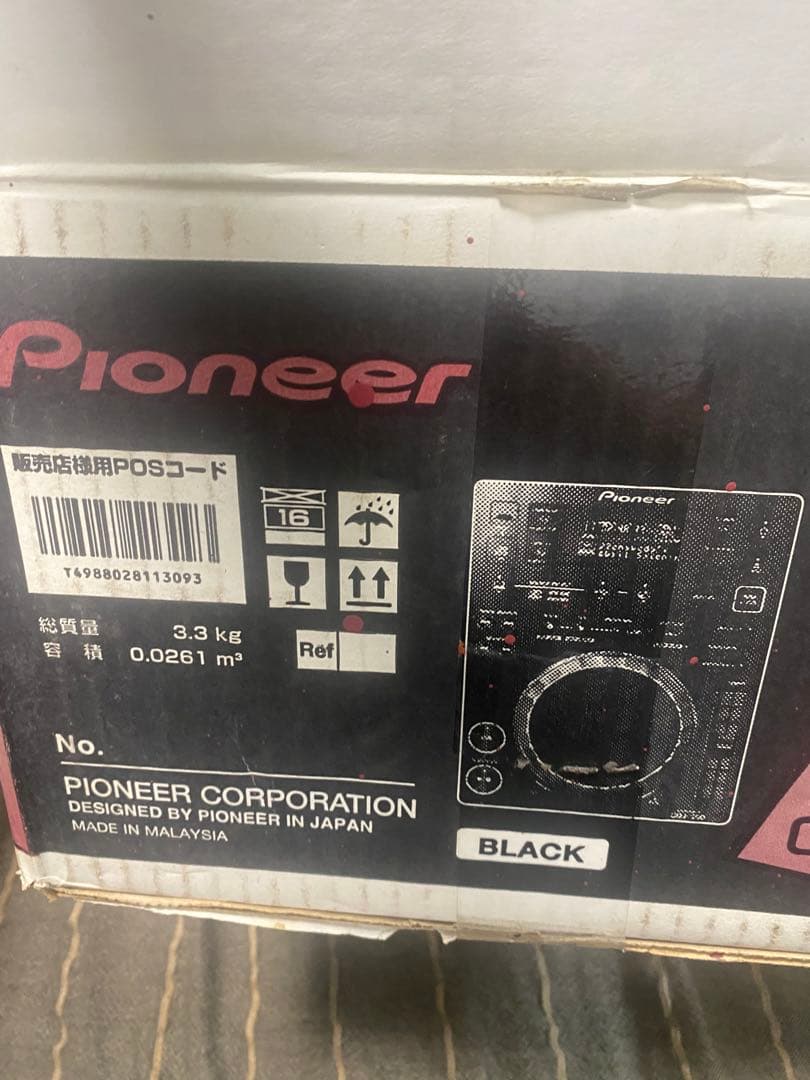 Pioneer
販売店様用POSコード
T4988028113093
16
総質量 3.3 kg
容 積 0.0261 m³
Ref
No.
PIONEER CORPORATION
DESIGNED BY PIONEER IN JAPAN
MADE IN MALAYSIA
Pioneer
BLACK